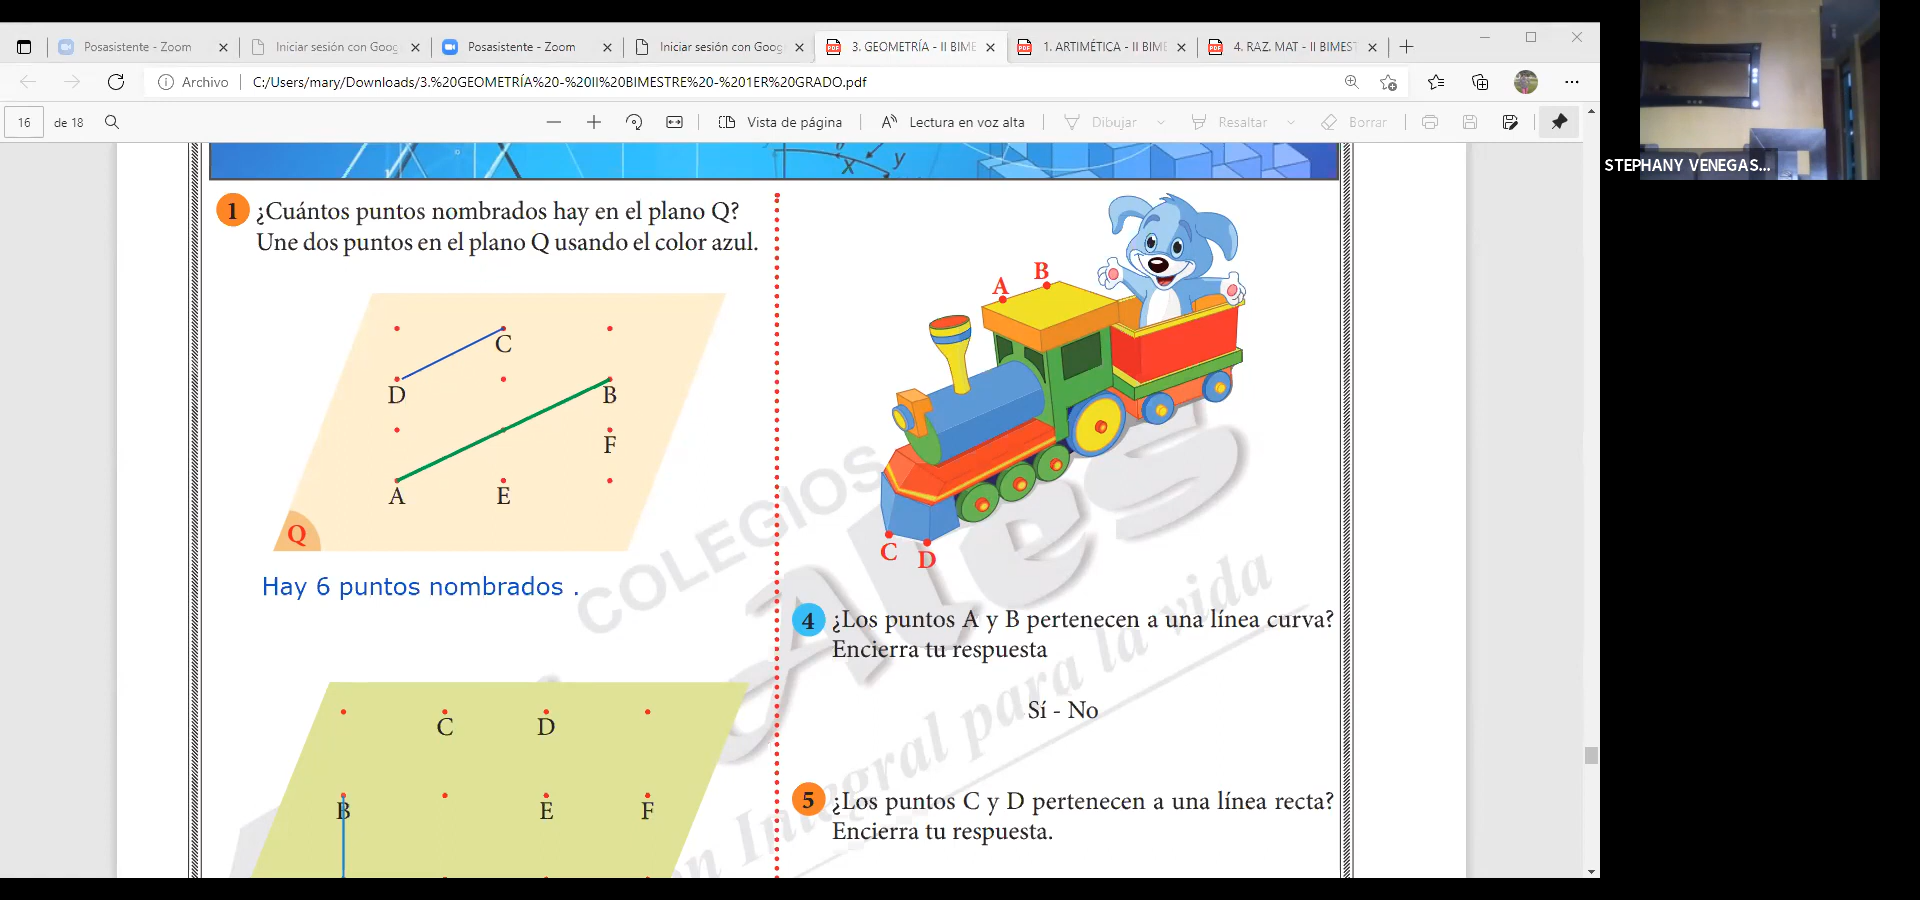 Posasistente - Zoom
Iniciar sesión con Goog
Posasistente - Zoom
Iniciar sesión con Goog
3. GEOMETRÍA - II BIME
1. ARTIMÉTICA - II BIME
4. RAZ. MAT - II BIMEST
Archivo
C:/Users/mary/Downloads/3.%20GEOMETRÍA%20-%20II%20BIMESTRE%20-%201ER%20GRADO.pdf
16 de 18
Vista de página
Lectura en voz alta
Dibujar
Resaltar
Borrar
STEPHANY VENEGAS...
x y
1 ¿Cuántos puntos nombrados hay en el plano Q?
Une dos puntos en el plano Q usando el color azul.
C
D B
F
A E
Q
Hay 6 puntos nombrados .
C D
B E F
A B
C D
COLEGIOS
Ales
Integral para la vida
4 ¿Los puntos A y B pertenecen a una línea curva?
Encierra tu respuesta
Sí - No
5 ¿Los puntos C y D pertenecen a una línea recta?
Encierra tu respuesta.